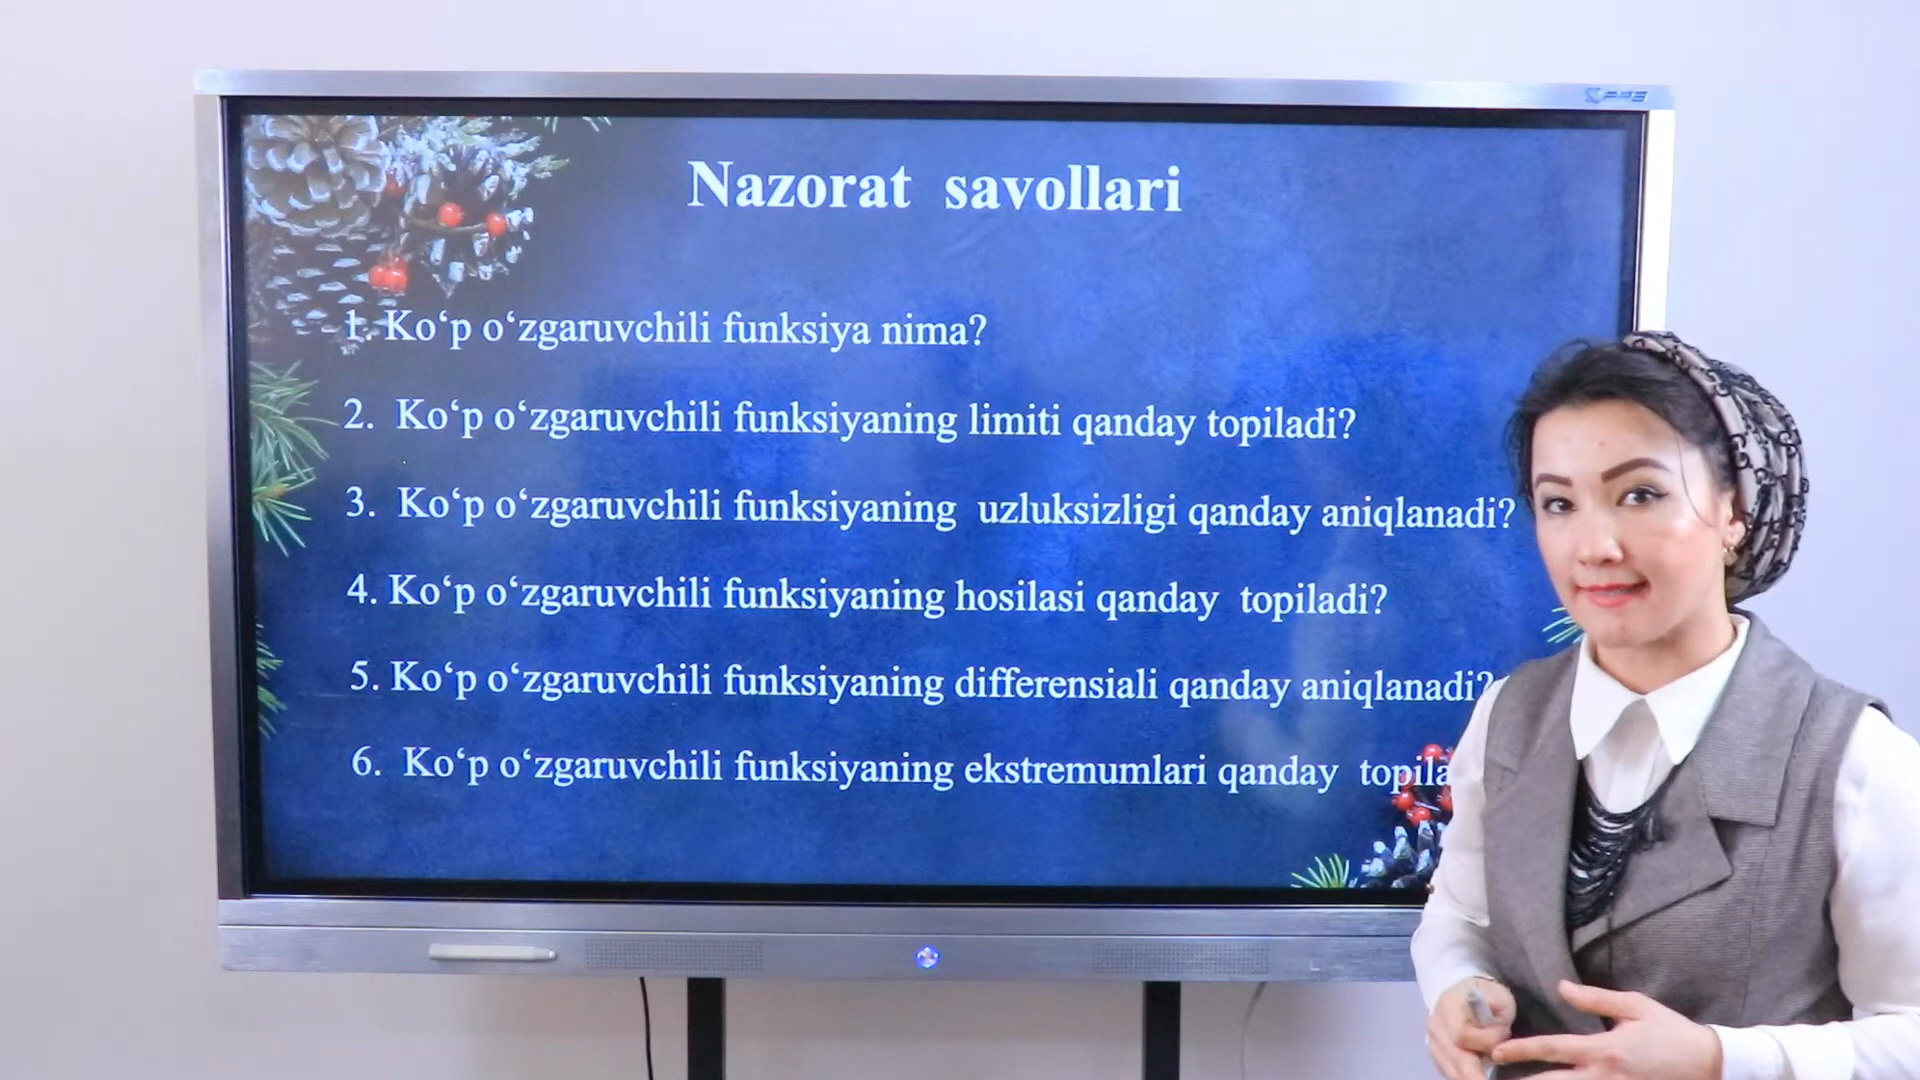 Nazorat savollari
1. Ko‘p o‘zgaruvchili funksiya nima?
2. Ko‘p o‘zgaruvchili funksiyaning limiti qanday topiladi?
3. Ko‘p o‘zgaruvchili funksiyaning uzluksizligi qanday aniqlanadi?
4. Ko‘p o‘zgaruvchili funksiyaning hosilasi qanday topiladi?
5. Ko‘p o‘zgaruvchili funksiyaning differensiali qanday aniqlanadi?
6. Ko‘p o‘zgaruvchili funksiyaning ekstremumlari qanday